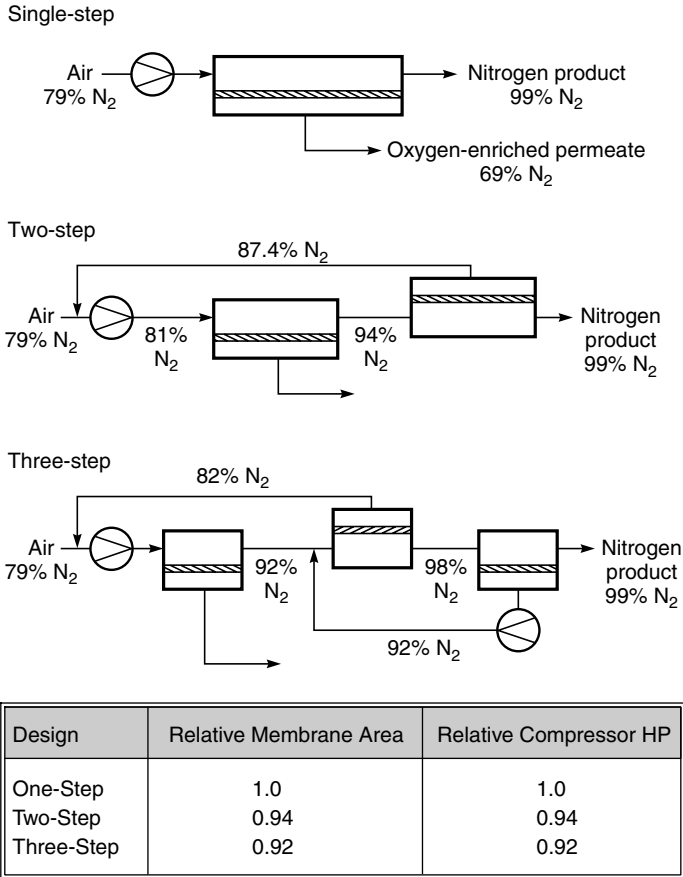 Single-step
Air
79% N₂
Nitrogen product
99% N₂
Oxygen-enriched permeate
69% N₂
Two-step
87.4% N₂
Air
79% N₂
81%
N₂
94%
N₂
Nitrogen
product
99% N₂
Three-step
82% N₂
Air
79% N₂
92%
N₂
98%
N₂
Nitrogen
product
99% N₂
92% N₂
Design Relative Membrane Area Relative Compressor HP
One-Step 1.0 1.0
Two-Step 0.94 0.94
Three-Step 0.92 0.92